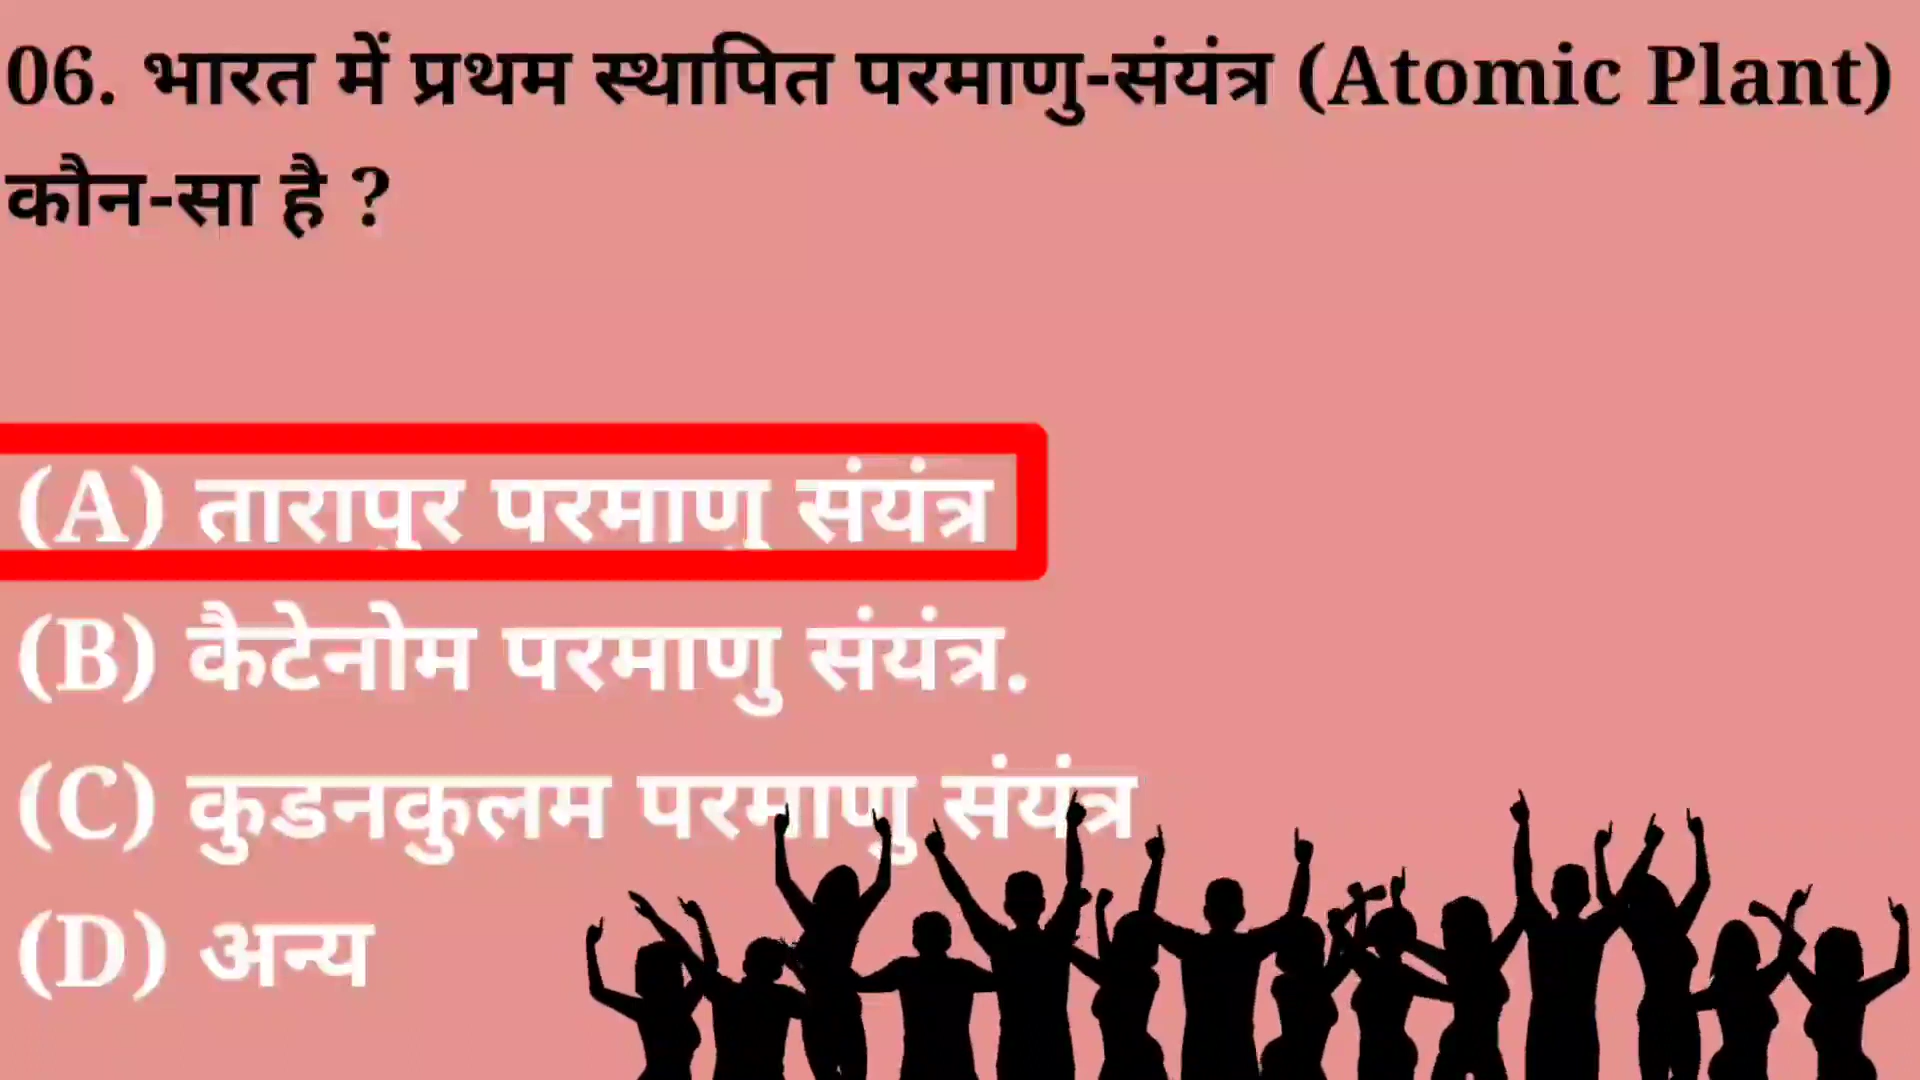 06. भारत में प्रथम स्थापित परमाणु-संयंत्र (Atomic Plant)
कौन-सा है ?
(A) तारापुर परमाणु संयंत्र
(B) कैटेनोम परमाणु संयंत्र.
(C) कुडनकुलम परमाणु संयंत्र
(D) अन्य